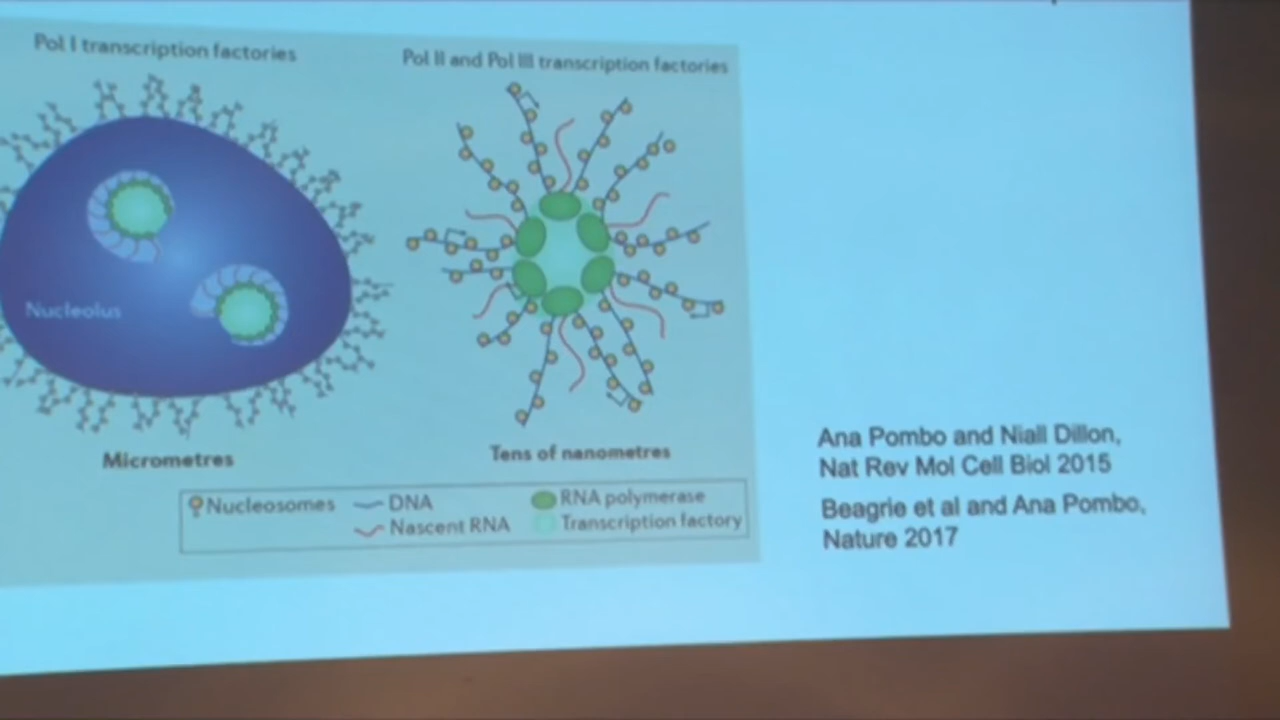 Pol I transcription factories
Pol II and Pol III transcription factories
Nucleolus
Micrometres
Tens of nanometres
Nucleosomes
DNA
RNA polymerase
Nascent RNA
Transcription factory
Ana Pombo and Niall Dillon,
Nat Rev Mol Cell Biol 2015
Beagrie et al and Ana Pombo,
Nature 2017